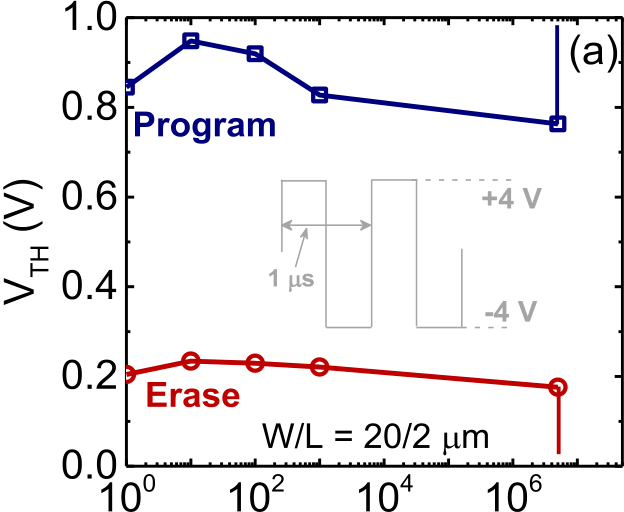 1.0
(a)
0.8
Program
0.6
+4 V
V_TH (V)
1 μs
0.4
-4 V
0.2
Erase
W/L = 20/2 μm
0.0
10^0 10^2 10^4 10^6